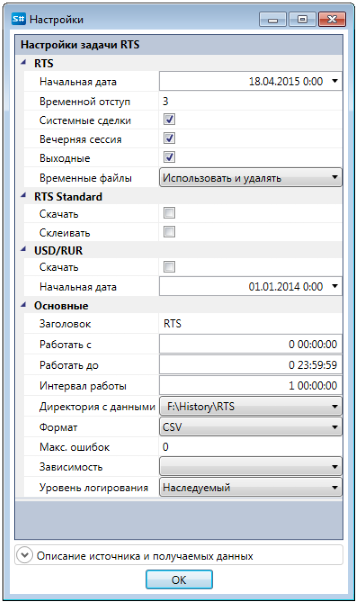 S# Настройки
Настройки задачи RTS
RTS
Начальная дата 18.04.2015 0:00
Временной отступ 3
Системные сделки
Вечерняя сессия
Выходные
Временные файлы Использовать и удалять
RTS Standard
Скачать
Склеивать
USD/RUR
Скачать
Начальная дата 01.01.2014 0:00
Основные
Заголовок RTS
Работать с 0 00:00:00
Работать до 0 23:59:59
Интервал работы 1 00:00:00
Директория с данными F:\History\RTS
Формат CSV
Макс. ошибок 0
Зависимость
Уровень логирования Наследуемый
Описание источника и получаемых данных
OK